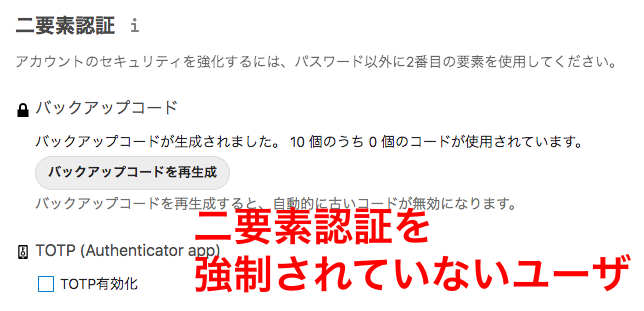 二要素認証 i
アカウントのセキュリティを強化するには、パスワード以外に2番目の要素を使用してください。
バックアップコード
バックアップコードが生成されました。 10 個のうち 0 個のコードが使用されています。
バックアップコードを再生成
バックアップコードを再生成すると、自動的に古いコードが無効になります。
二要素認証を
TOTP (Authenticator app)
強制されていないユーザ
TOTP有効化